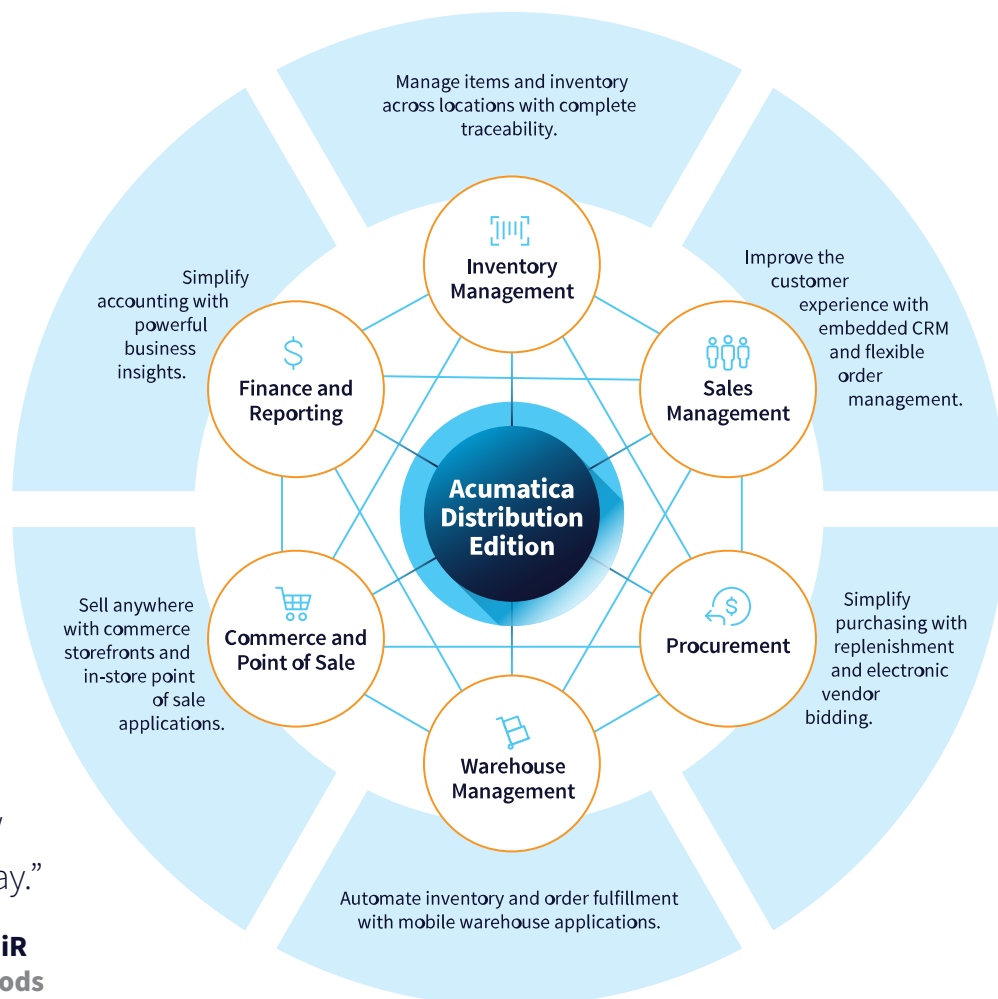 Manage items and inventory
across locations with complete
traceability.
Inventory
Management
Improve the
customer
experience with
embedded CRM
and flexible
order
management.
Sales
Management
Simplify
accounting with
powerful
business
insights.
Finance and
Reporting
Acumatica
Distribution
Edition
Sell anywhere
with commerce
storefronts and
in-store point
of sale
applications.
Commerce and
Point of Sale
Simplify
purchasing with
replenishment
and electronic
vendor
bidding.
Procurement
Warehouse
Management
Automate inventory and order fulfillment
with mobile warehouse applications.